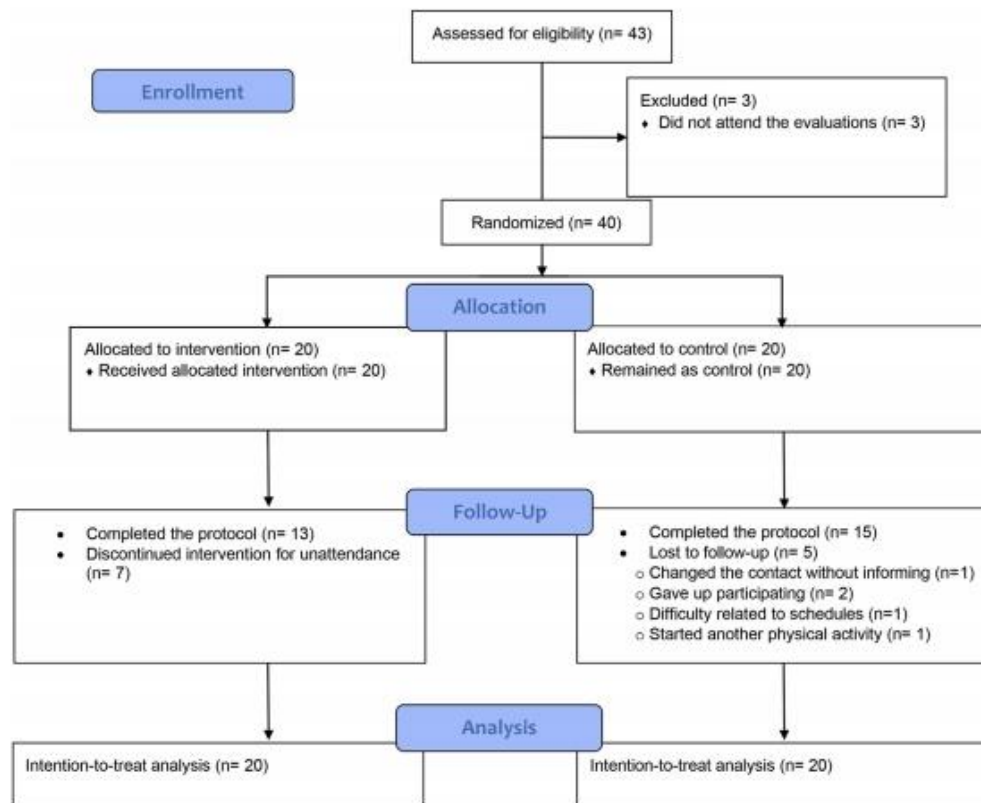 Assessed for eligibility (n= 43)
Enrollment
Excluded (n= 3)
♦ Did not attend the evaluations (n= 3)
Randomized (n= 40)
Allocation
Allocated to intervention (n= 20)
♦ Received allocated intervention (n= 20)
Allocated to control (n= 20)
♦ Remained as control (n= 20)
Follow-Up
• Completed the protocol (n= 13)
• Discontinued intervention for unattendance
(n= 7)
• Completed the protocol (n= 15)
• Lost to follow-up (n= 5)
o Changed the contact without informing (n=1)
o Gave up participating (n= 2)
o Difficulty related to schedules (n=1)
o Started another physical activity (n= 1)
Analysis
Intention-to-treat analysis (n= 20)
Intention-to-treat analysis (n= 20)